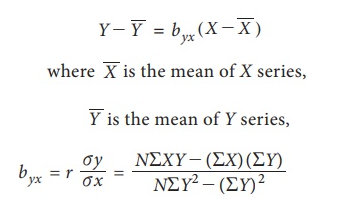 Y − Y̅ = b_yx (X − X̅)
where X̅ is the mean of X series,
Y̅ is the mean of Y series,
b_yx = r σy/σx = (NΣXY − (ΣX)(ΣY))/(NΣY² − (ΣY)²)